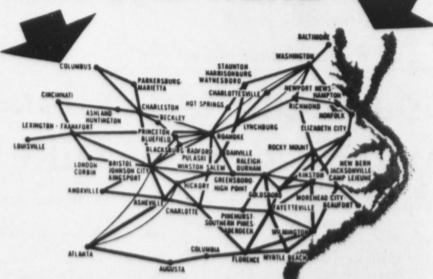 BALTIMORE
WASHINGTON
STAUNTON
HARRISONBURG
WAYNESBORO
CHARLOTTESVILLE
COLUMBUS
PARKERSBURG-
MARIETTA
HOT SPRINGS
NEWPORT NEWS
HAMPTON
RICHMOND
NORFOLK
CINCINNATI
CHARLESTON
ASHLAND
HUNTINGTON
BECKLEY
LYNCHBURG
ELIZABETH CITY
LEXINGTON - FRANKFORT
PRINCETON
BLUEFIELD
ROANOKE
LOUISVILLE
BLACKSBURG RADFORD
PULASKI
DANVILLE
ROCKY MOUNT
LONDON
CORBIN
BRISTOL
JOHNSON CITY
KINGSPORT
WINSTON SALEM
RALEIGH
DURHAM
NEW BERN
JACKSONVILLE
CAMP LEJEUNE
KINSTON
GREENSBORO
HIGH POINT
KNOXVILLE
HICKORY
GOLDSBORO
MOREHEAD CITY
BEAUFORT
ASHEVILLE
CHARLOTTE
FAYETTEVILLE
PINEHURST
SOUTHERN PINES
ABERDEEN
WILMINGTON
ATLANTA
COLUMBIA
FLORENCE
MYRTLE BEACH
AUGUSTA